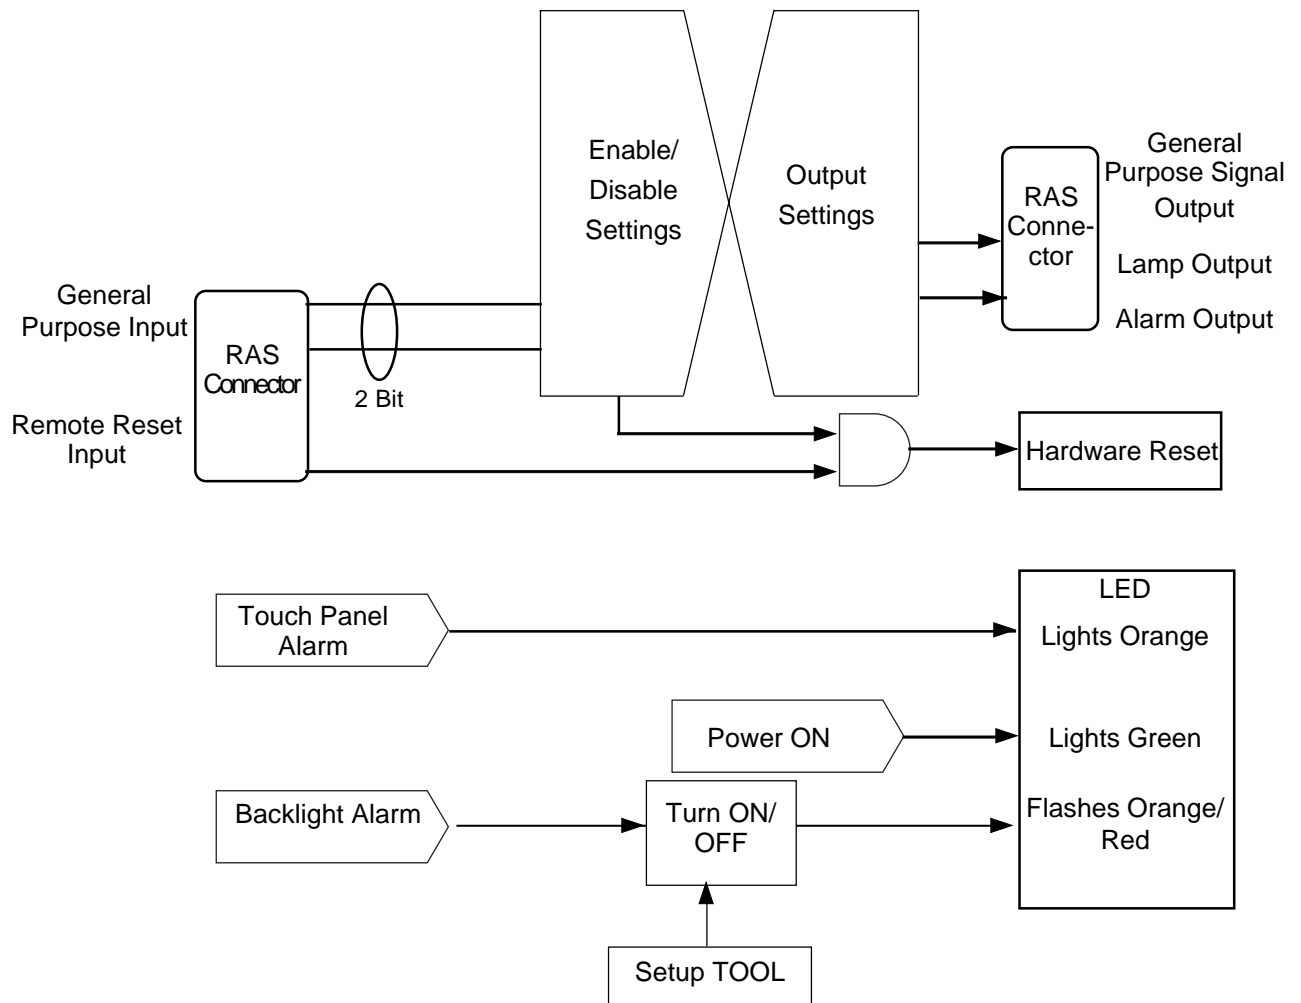 Enable/
Disable
Settings
Output
Settings
RAS
Conne-
ctor
General
Purpose Signal
Output
Lamp Output
Alarm Output
General
Purpose Input
RAS
Connector
2 Bit
Remote Reset
Input
Hardware Reset
LED
Touch Panel
Alarm
Lights Orange
Power ON
Lights Green
Backlight Alarm
Turn ON/
OFF
Flashes Orange/
Red
Setup TOOL